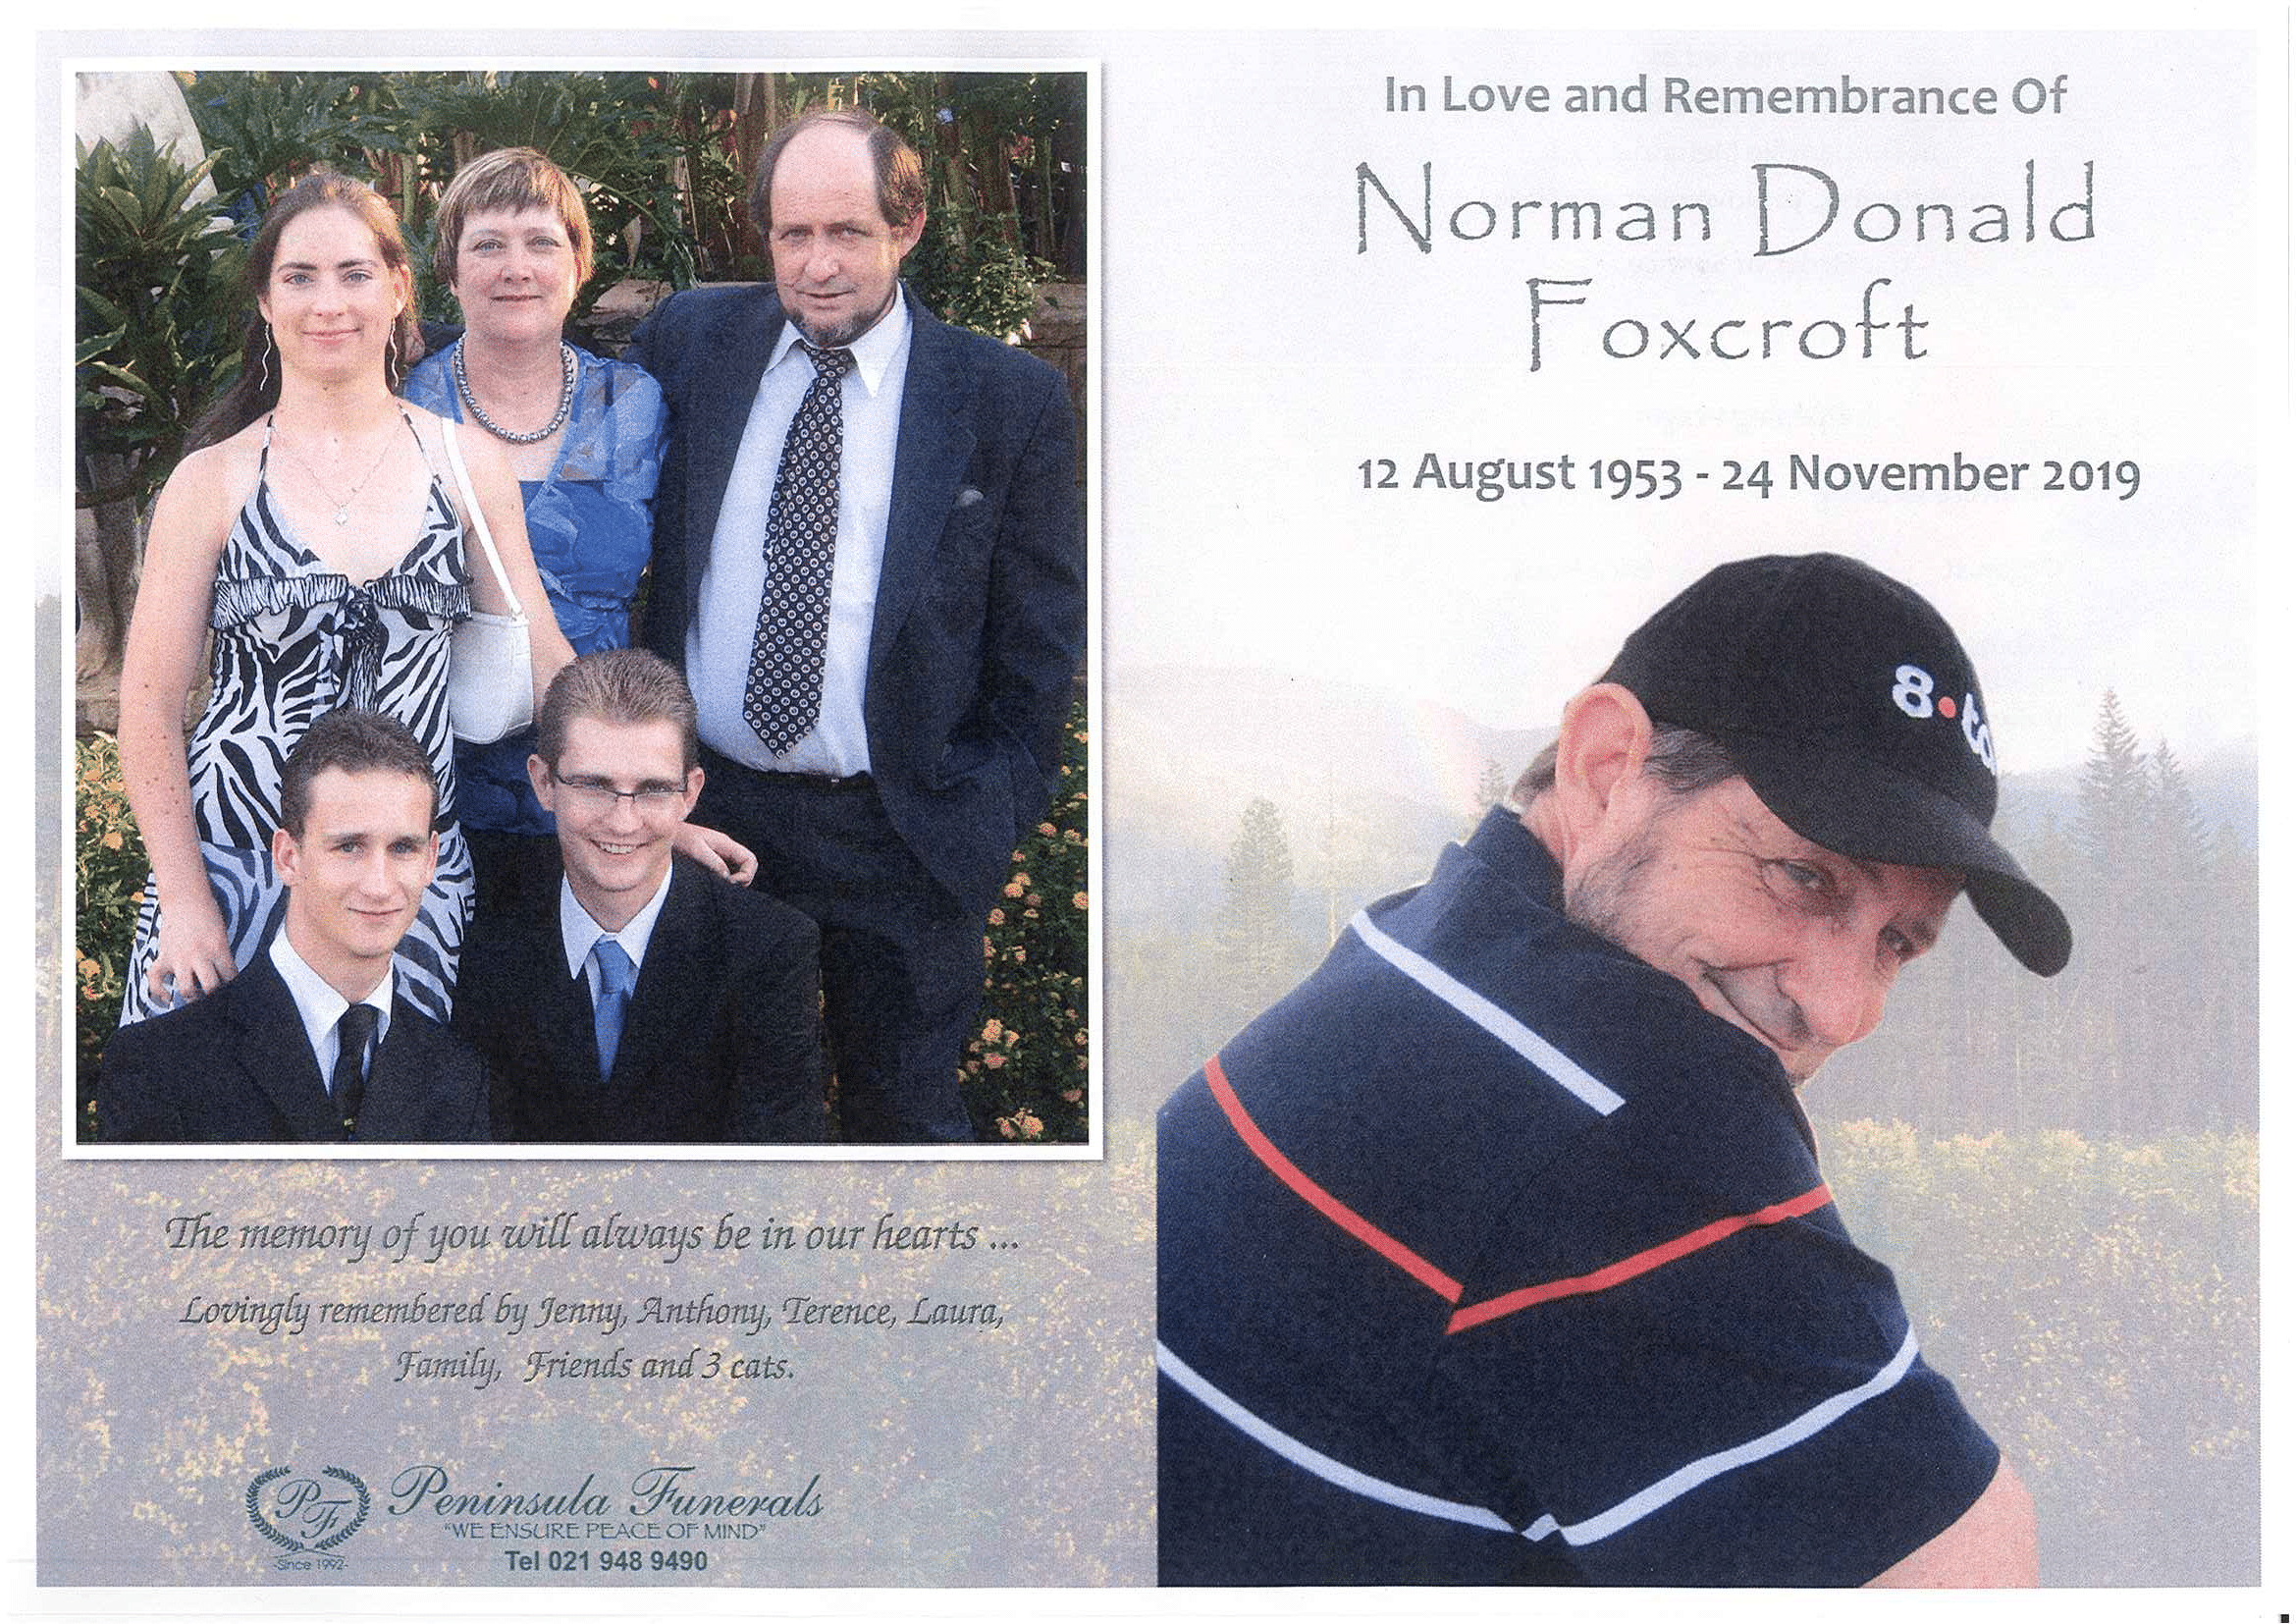 The memory of you will always be in our hearts ...
Lovingly remembered by Jenny, Anthony, Terence, Laura,
Family, Friends and 3 cats.
PF
-Since 1992-
Peninsula Funerals
"WE ENSURE PEACE OF MIND"
Tel 021 948 9490
In Love and Remembrance Of
Norman Donald
Foxcroft
12 August 1953 - 24 November 2019
8•ta